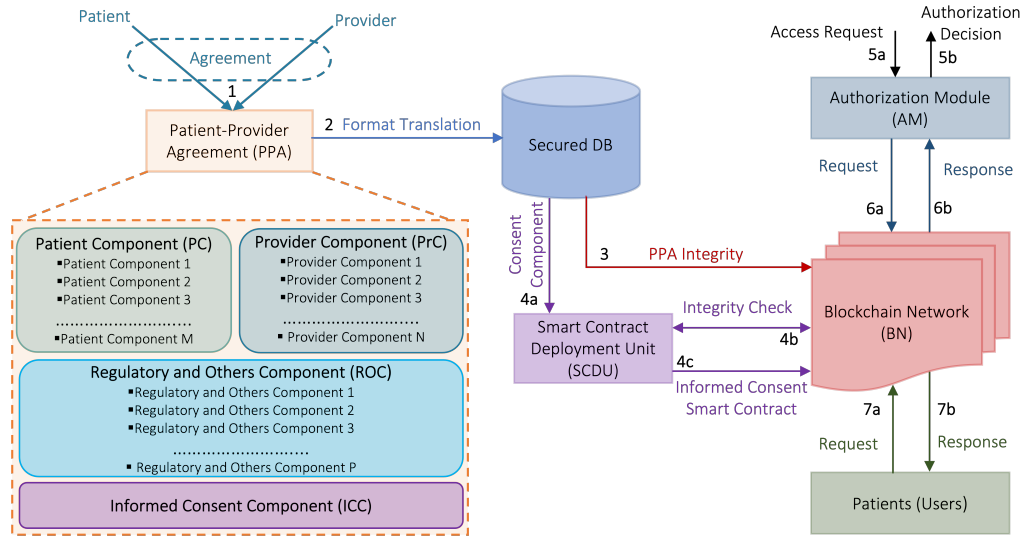 Patient
Provider
Agreement
1
Patient-Provider
Agreement (PPA)
2 Format Translation
Secured DB
Patient Component (PC)
▪Patient Component 1
▪Patient Component 2
▪Patient Component 3
..............................
▪Patient Component M
Provider Component (PrC)
▪Provider Component 1
▪Provider Component 2
▪Provider Component 3
..............................
▪ Provider Component N
Regulatory and Others Component (ROC)
▪Regulatory and Others Component 1
▪Regulatory and Others Component 2
▪Regulatory and Others Component 3
..............................
▪ Regulatory and Others Component P
Informed Consent Component (ICC)
Consent
Component
4a
3 PPA Integrity
Smart Contract
Deployment Unit
(SCDU)
Integrity Check
4b
4c
Informed Consent
Smart Contract
Access Request
5a
Authorization
Decision
5b
Authorization Module
(AM)
Request
6a
Response
6b
Blockchain Network
(BN)
7a
Request
7b
Response
Patients (Users)